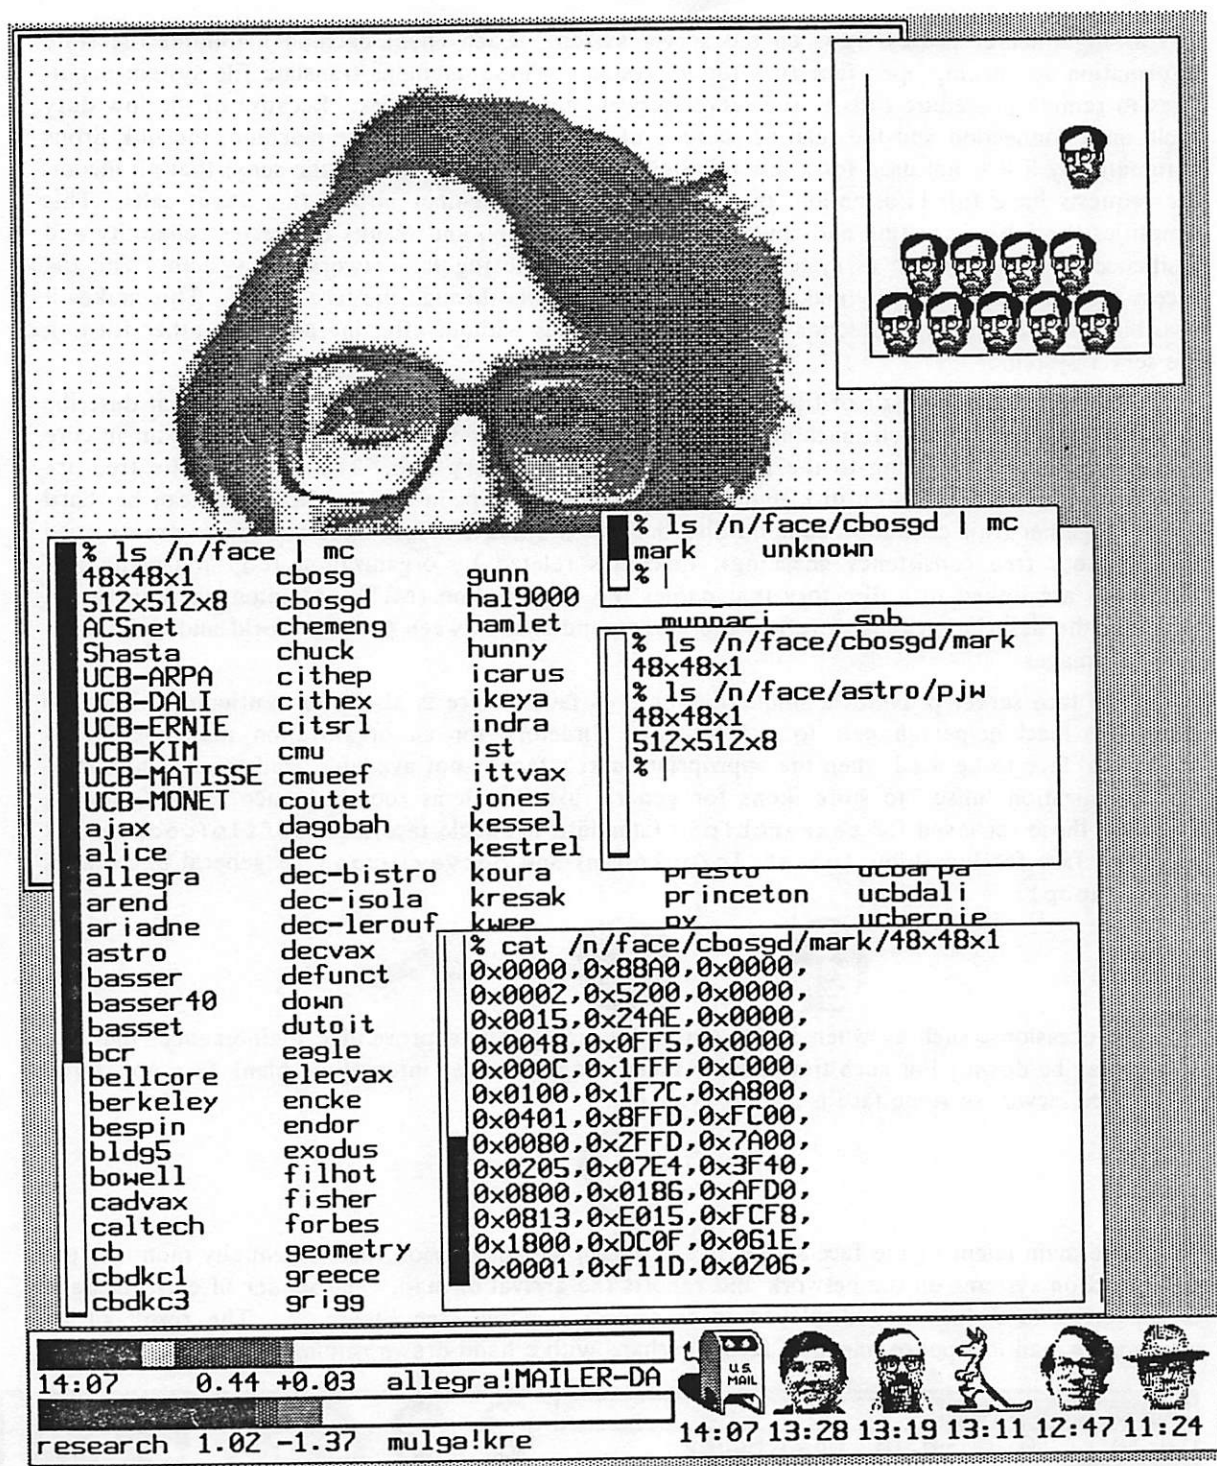 % ls /n/face | mc
48x48x1 cbosg gunn
512x512x8 cbosgd hal9000
ACSnet chemeng hamlet munnari snb
Shasta chuck hunny
UCB-ARPA cithep icarus
UCB-DALI cithex ikeya
UCB-ERNIE citsrl indra
UCB-KIM cmu ist
UCB-MATISSE cmueef ittvax
UCB-MONET coutet jones
ajax dagobah kessel
alice dec kestrel
allegra dec-bistro koura presto ucbarpa
arend dec-isola kresak princeton ucbdali
ariadne dec-lerouf kwee py ucbernie
astro decvax
basser defunct
basser40 down
basset dutoit
bcr eagle
bellcore elecvax
berkeley encke
bespin endor
bldg5 exodus
bowell filhot
cadvax fisher
caltech forbes
cb geometry
cbdkc1 greece
cbdkc3 grigg
% ls /n/face/cbosgd | mc
mark unknown
%
% ls /n/face/cbosgd/mark
48x48x1
% ls /n/face/astro/pjw
48x48x1
512x512x8
%
% cat /n/face/cbosgd/mark/48x48x1
0x0000,0x88A0,0x0000,
0x0002,0x5200,0x0000,
0x0015,0x24AE,0x0000,
0x0048,0x0FF5,0x0000,
0x0002,0x1FFE,0xC000,
0x0100,0x1F7C,0xA800,
0x0401,0x8FFD,0xFC00,
0x0080,0x2FFD,0x7A00,
0x0205,0x07E4,0x3F40,
0x0800,0x0186,0xAFD0,
0x0813,0xE015,0xFCF8,
0x1800,0xDC0F,0x061E,
0x0001,0xF11D,0x0206,
14:07 0.44 +0.03 allegra!MAILER-DA
research 1.02 -1.37 mulga!kre
U.S.
MAIL
14:07 13:28 13:19 13:11 12:47 11:24